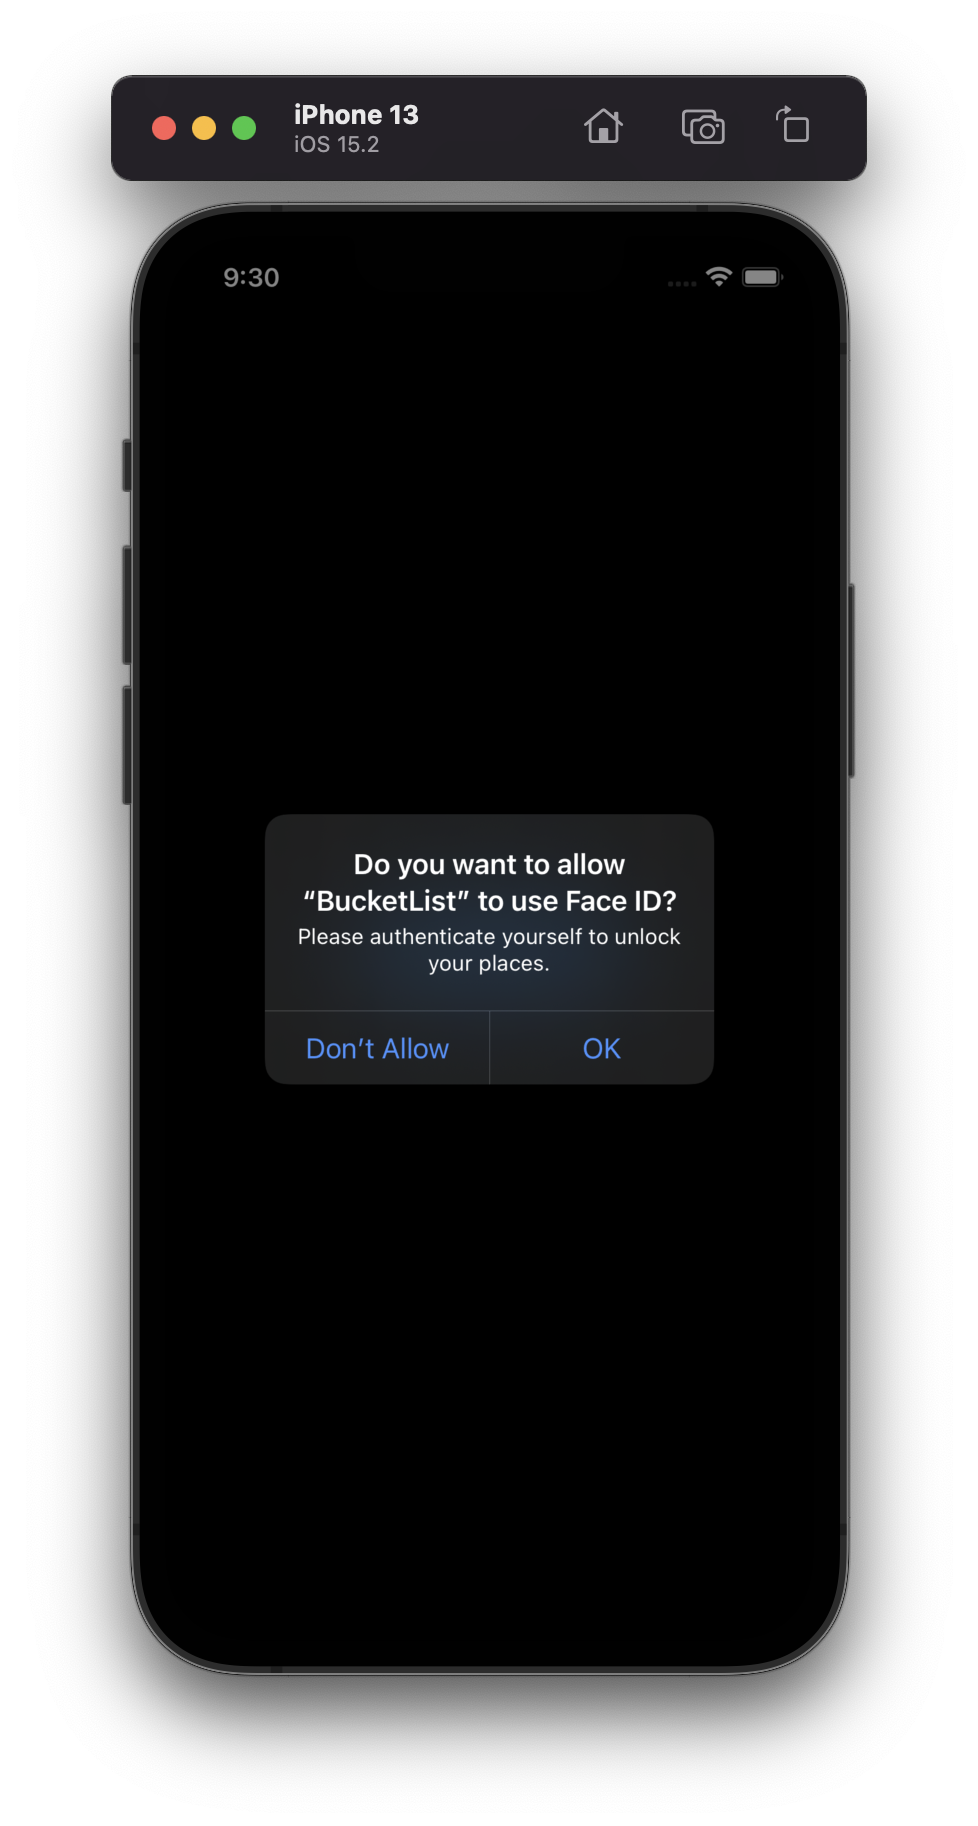 iPhone 13
iOS 15.2
9:30
Do you want to allow
“BucketList” to use Face ID?
Please authenticate yourself to unlock
your places.
Don’t Allow
OK